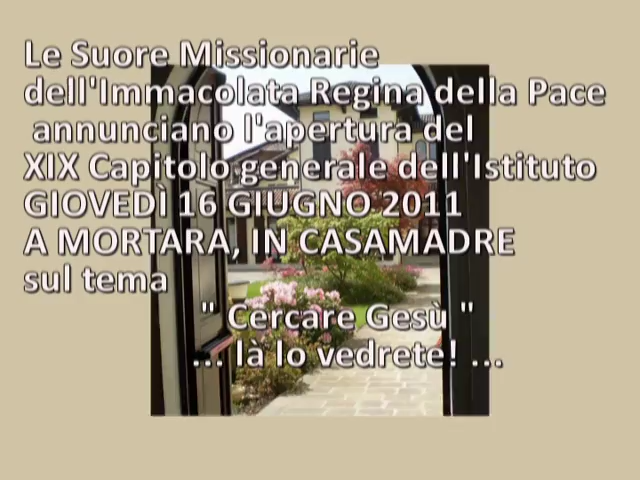 Le Suore Missionarie
dell'Immacolata Regina della Pace
annunciano l'apertura del
XIX Capitolo generale dell'Istituto
GIOVEDÌ 16 GIUGNO 2011
A MORTARA, IN CASAMADRE
sul tema
" Cercare Gesù "
... là lo vedrete! ...